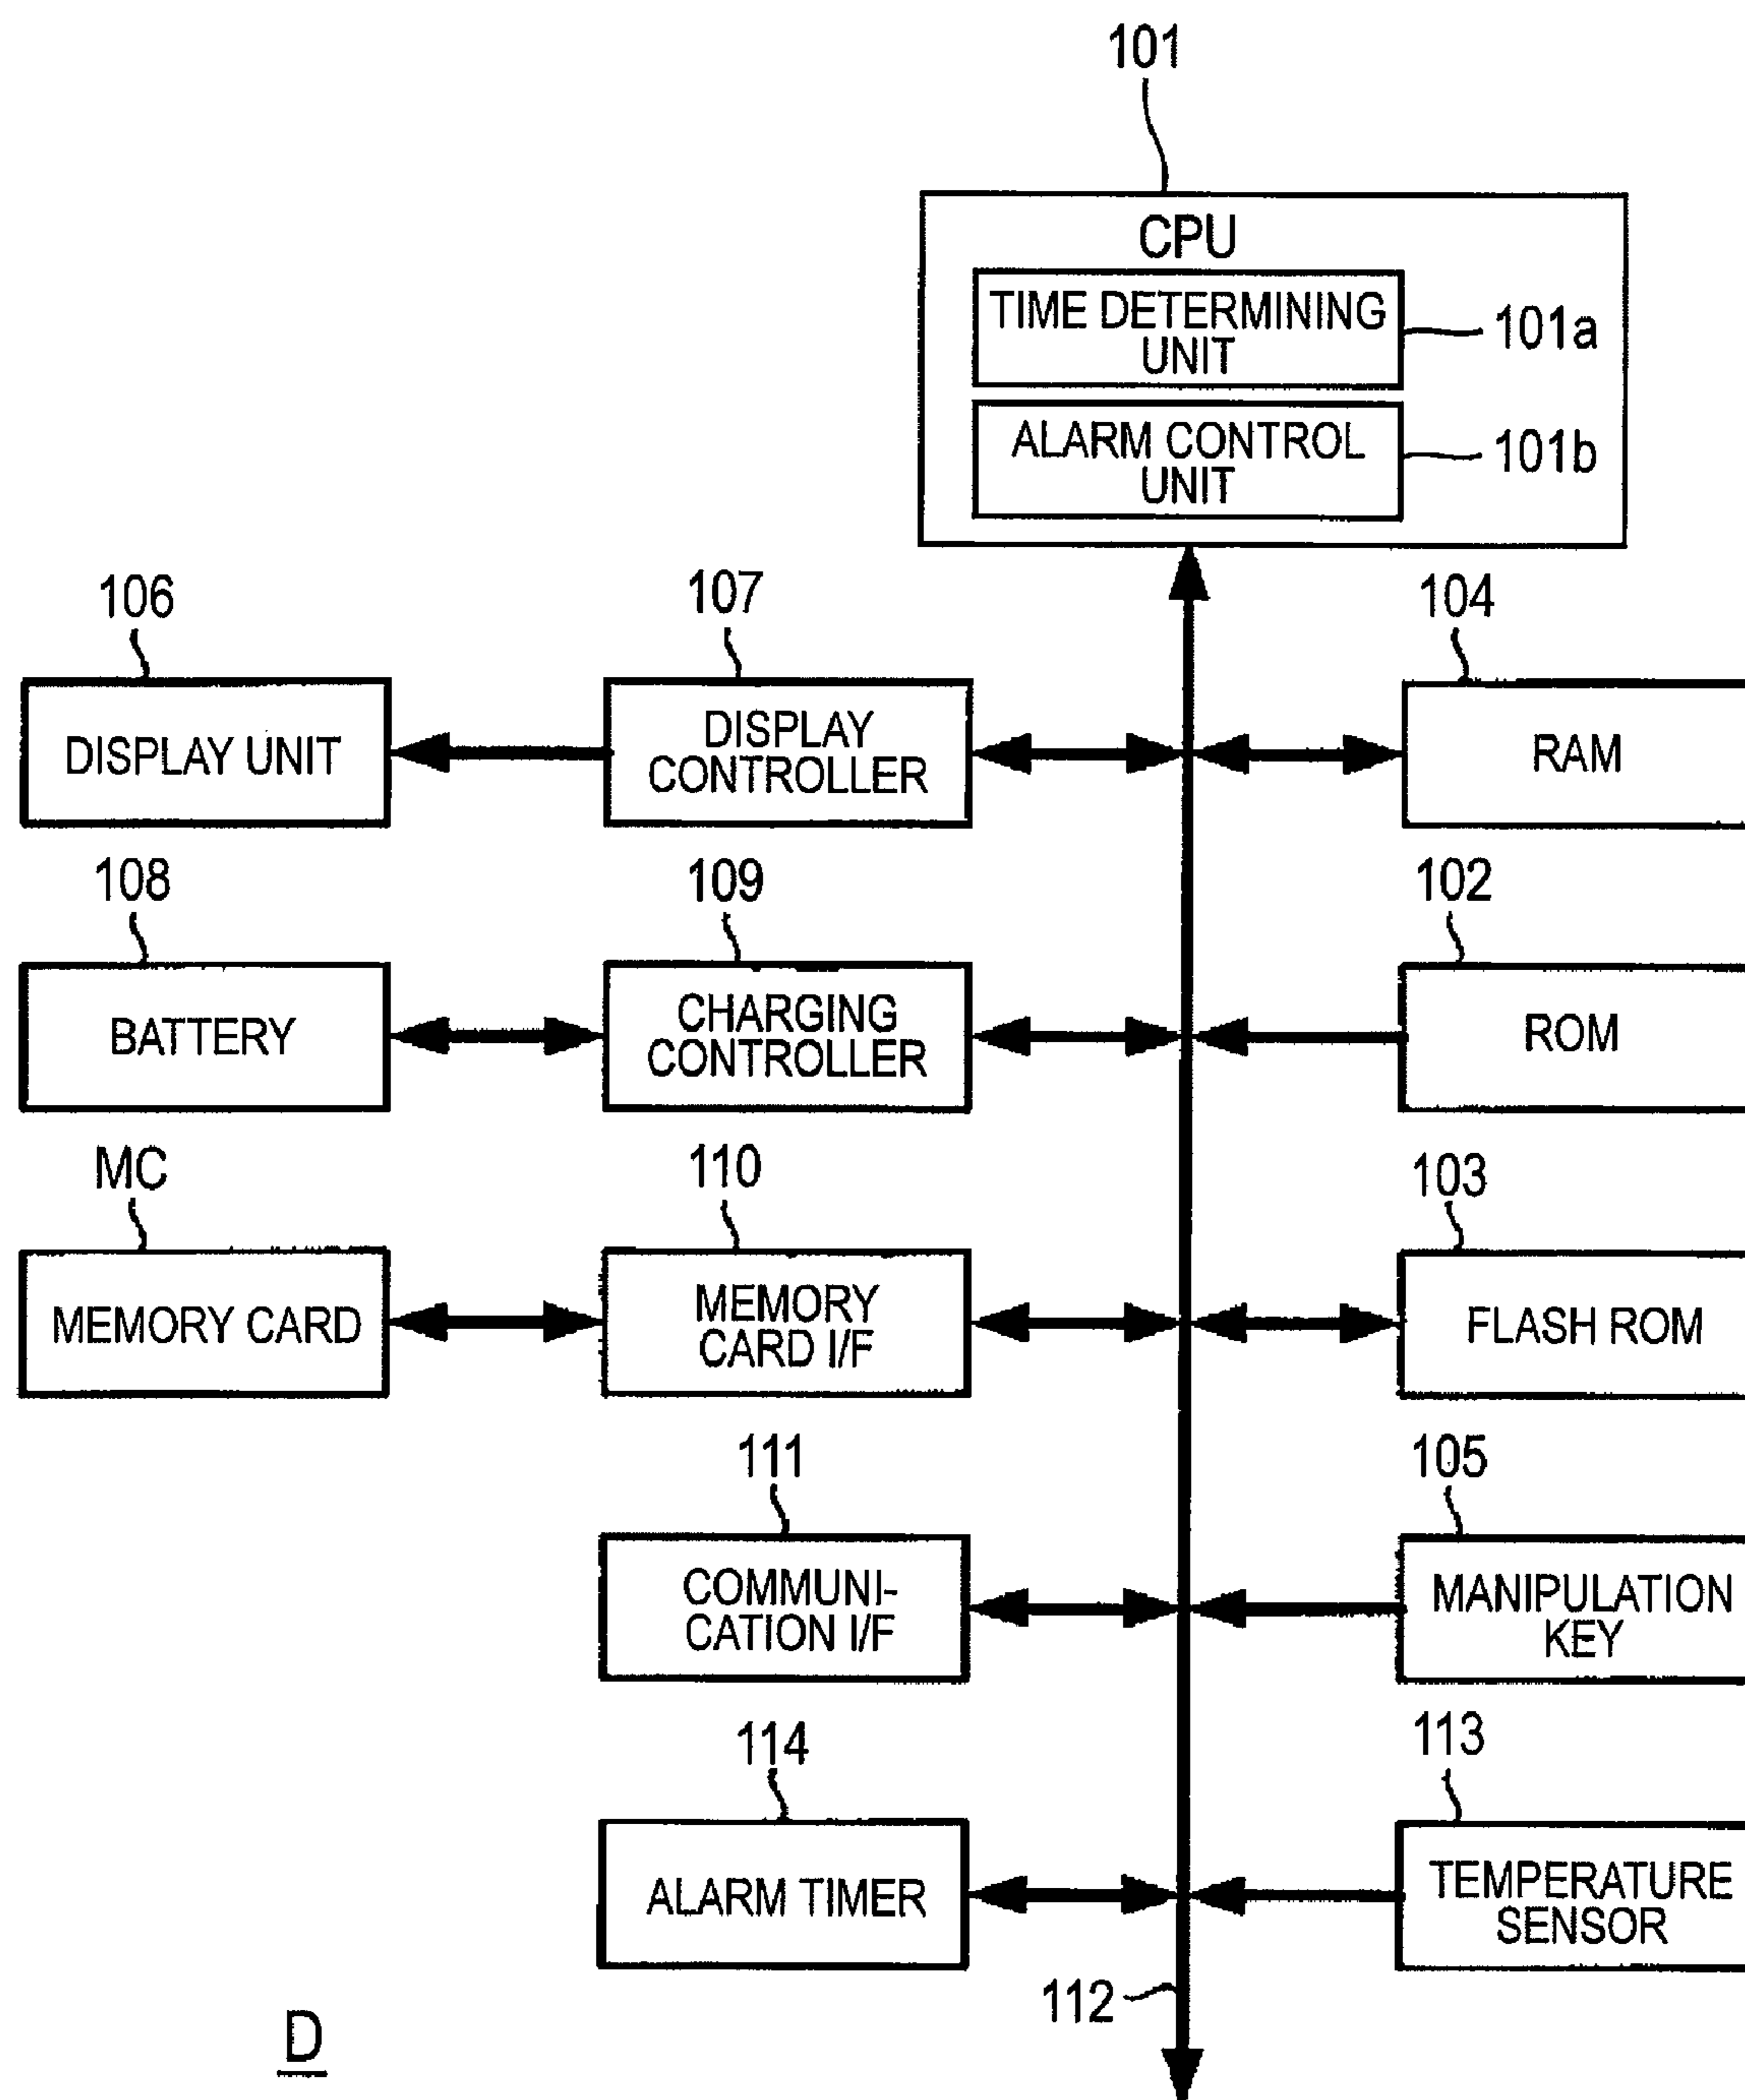 101
CPU
TIME DETERMINING
UNIT
101a
ALARM CONTROL
UNIT
101b
106
107
104
DISPLAY UNIT
DISPLAY
CONTROLLER
RAM
108
109
102
BATTERY
CHARGING
CONTROLLER
ROM
MC
110
103
MEMORY CARD
MEMORY
CARD I/F
FLASH ROM
111
105
COMMUNI-
CATION I/F
MANIPULATION
KEY
114
113
ALARM TIMER
TEMPERATURE
SENSOR
112
D